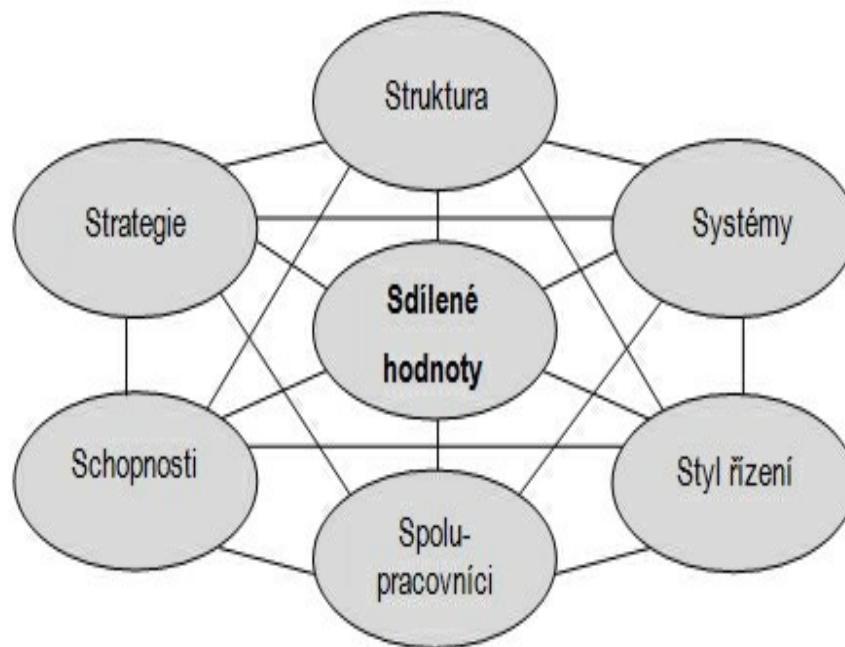 Struktura
Strategie
Systémy
Sdílené
hodnoty
Schopnosti
Styl řízení
Spolu-
pracovníci